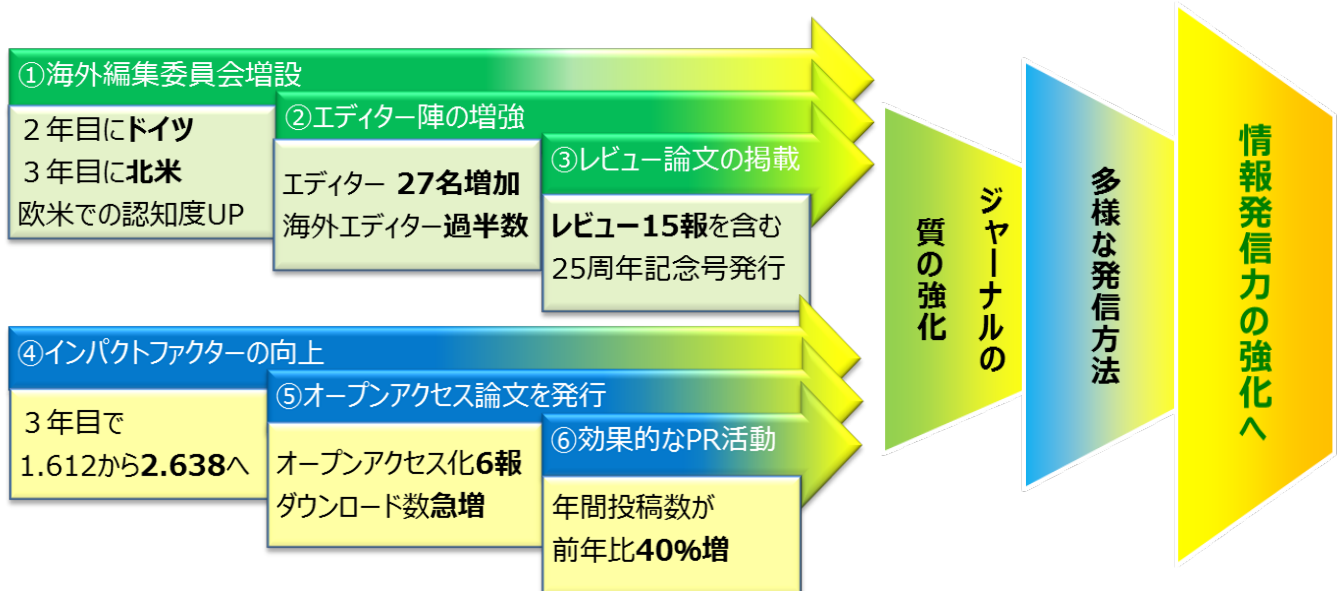 ①海外編集委員会増設
２年目にドイツ
３年目に北米
欧米での認知度UP
②エディター陣の増強
エディター 27名増加
海外エディター過半数
③レビュー論文の掲載
レビュー15報を含む
25周年記念号発行
④インパクトファクターの向上
３年目で
1.612から2.638へ
⑤オープンアクセス論文を発行
オープンアクセス化6報
ダウンロード数急増
⑥効果的なPR活動
年間投稿数が
前年比40%増
ジャーナルの
質の強化
多様な発信方法
情報発信力の強化へ